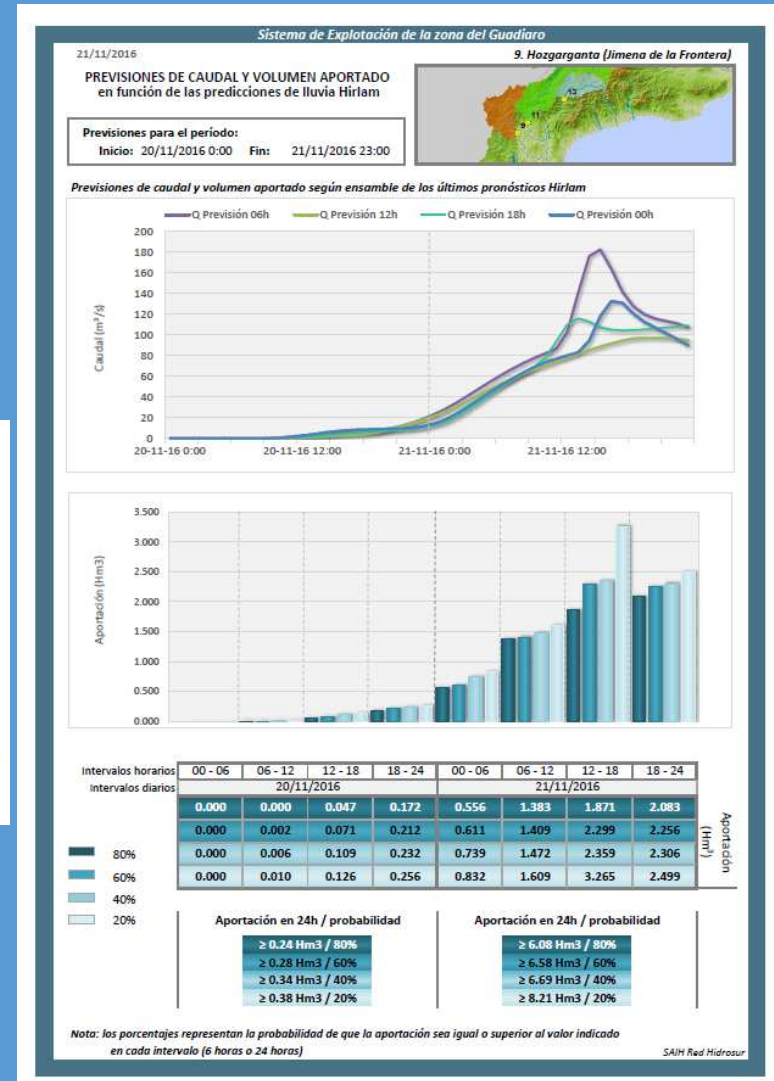 Sistema de Explotación de la zona del Guadiaro
21/11/2016
9. Hozgarganta (Jimena de la Frontera)
PREVISIONES DE CAUDAL Y VOLUMEN APORTADO
en función de las predicciones de lluvia Hirlam
Previsiones para el período:
Inicio: 20/11/2016 0:00 Fin: 21/11/2016 23:00
13
11
9
Previsiones de caudal y volumen aportado según ensamble de los últimos pronósticos Hirlam
Q Previsión 06h Q Previsión 12h Q Previsión 18h Q Previsión 00h
Caudal (m³/s)
200
180
160
140
120
100
80
60
40
20
0
20-11-16 0:00 20-11-16 12:00 21-11-16 0:00 21-11-16 12:00
Aportación (Hm3)
3.500
3.000
2.500
2.000
1.500
1.000
0.500
0.000
Intervalos horarios 00 - 06 06 - 12 12 - 18 18 - 24 00 - 06 06 - 12 12 - 18 18 - 24
Intervalos diarios 20/11/2016 21/11/2016
0.000 0.000 0.047 0.172 0.556 1.383 1.871 2.083
0.000 0.002 0.071 0.212 0.611 1.409 2.299 2.256
0.000 0.006 0.109 0.232 0.739 1.472 2.359 2.306
0.000 0.010 0.126 0.256 0.832 1.609 3.265 2.499
Aportación
(Hm³)
80%
60%
40%
20%
Aportación en 24h / probabilidad
≥ 0.24 Hm3 / 80%
≥ 0.28 Hm3 / 60%
≥ 0.34 Hm3 / 40%
≥ 0.38 Hm3 / 20%
Aportación en 24h / probabilidad
≥ 6.08 Hm3 / 80%
≥ 6.58 Hm3 / 60%
≥ 6.69 Hm3 / 40%
≥ 8.21 Hm3 / 20%
Nota: los porcentajes representan la probabilidad de que la aportación sea igual o superior al valor indicado
en cada intervalo (6 horas o 24 horas)
SAIH Red Hidrosur